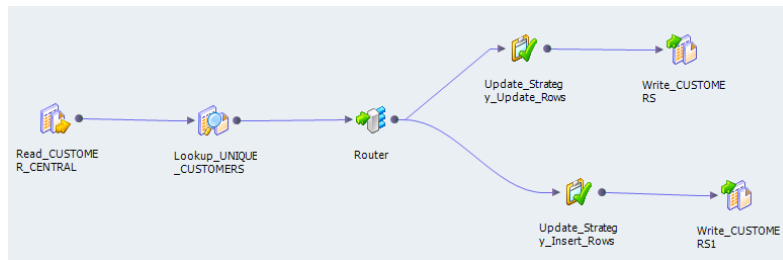 Update_Strateg
y_Update_Rows
Write_CUSTOME
RS
Read_CUSTOME
R_CENTRAL
Lookup_UNIQUE
_CUSTOMERS
Router
Update_Strateg
y_Insert_Rows
Write_CUSTOME
RS1